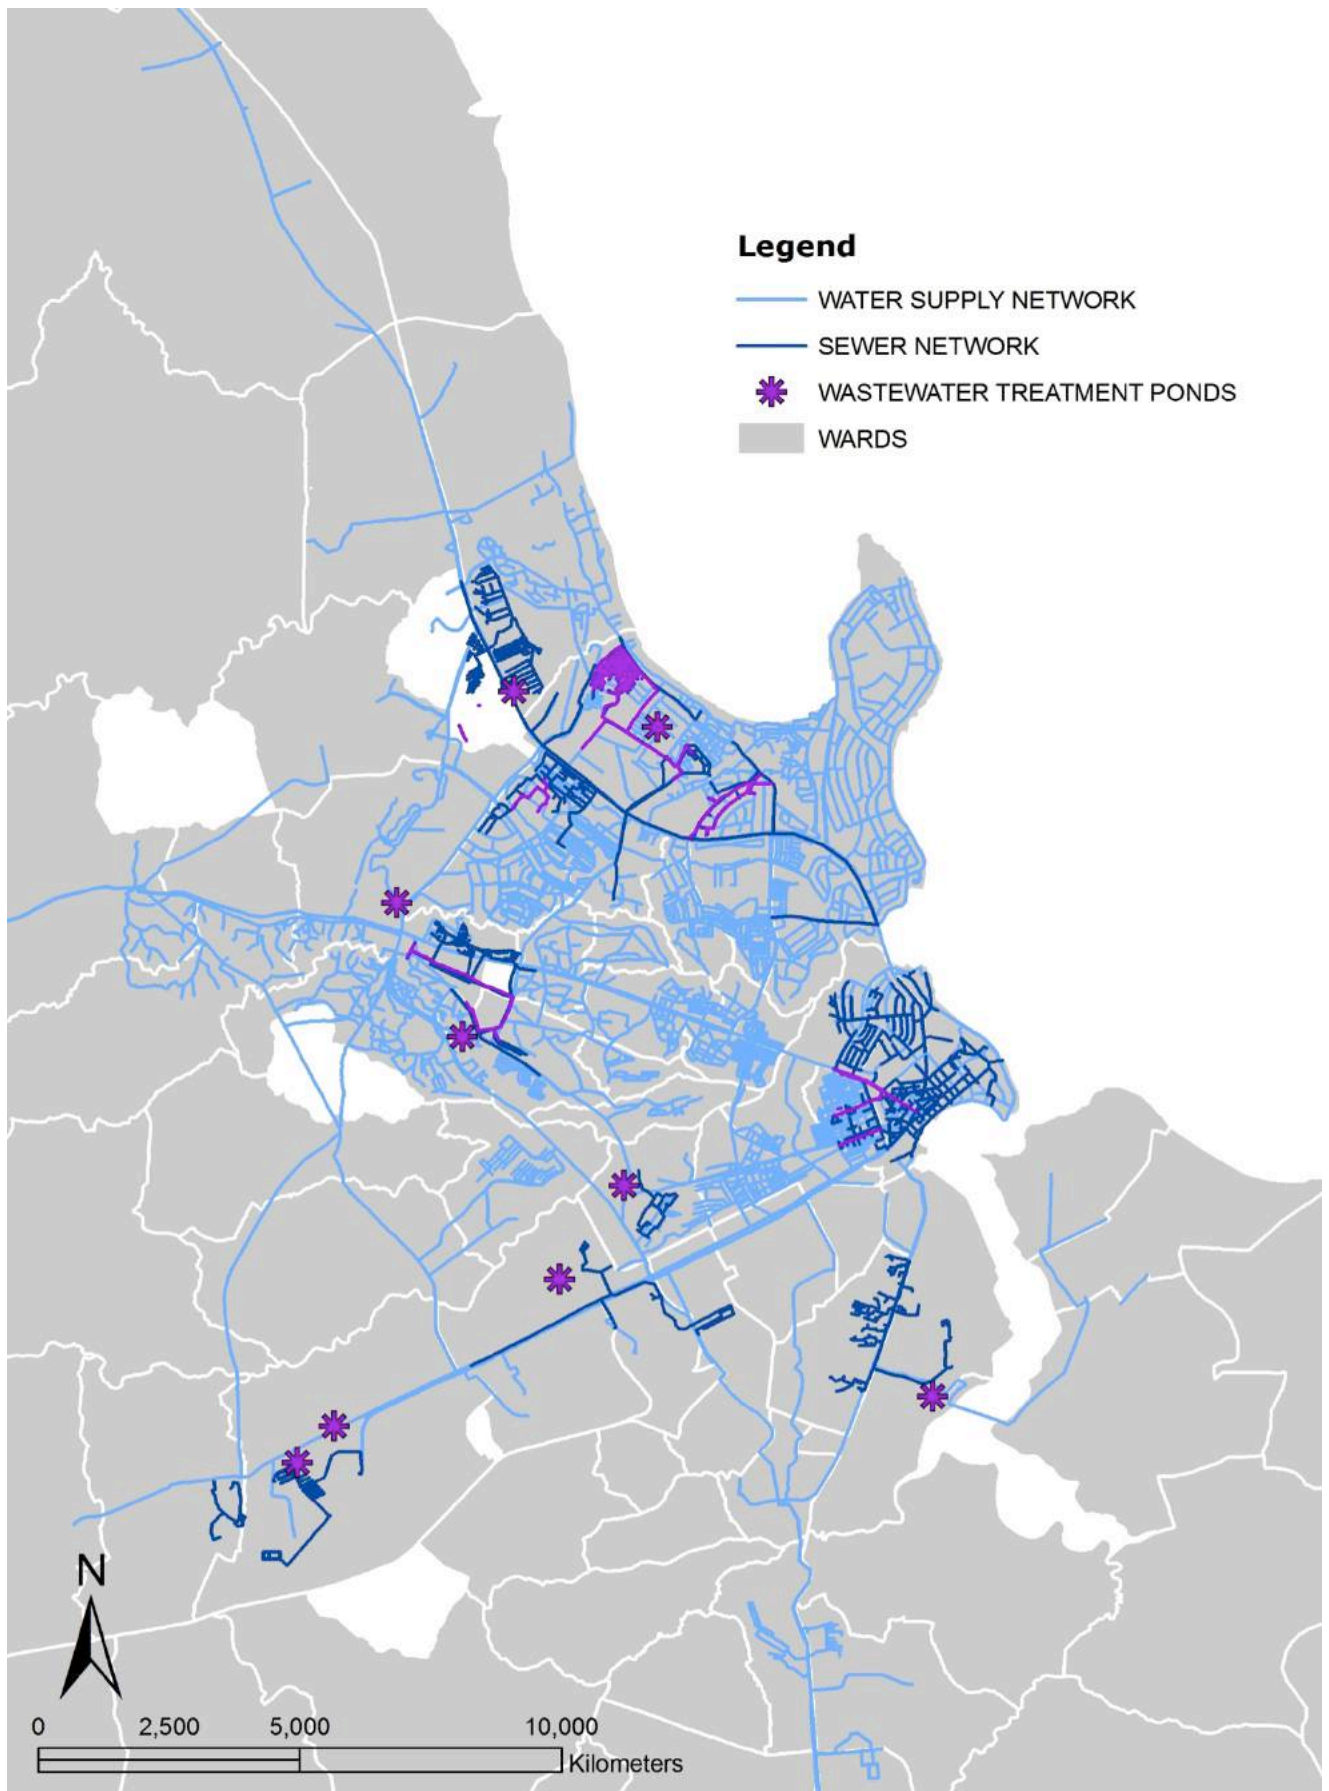 Legend
WATER SUPPLY NETWORK
SEWER NETWORK
WASTEWATER TREATMENT PONDS
WARDS
N
0 2,500 5,000 10,000
Kilometers